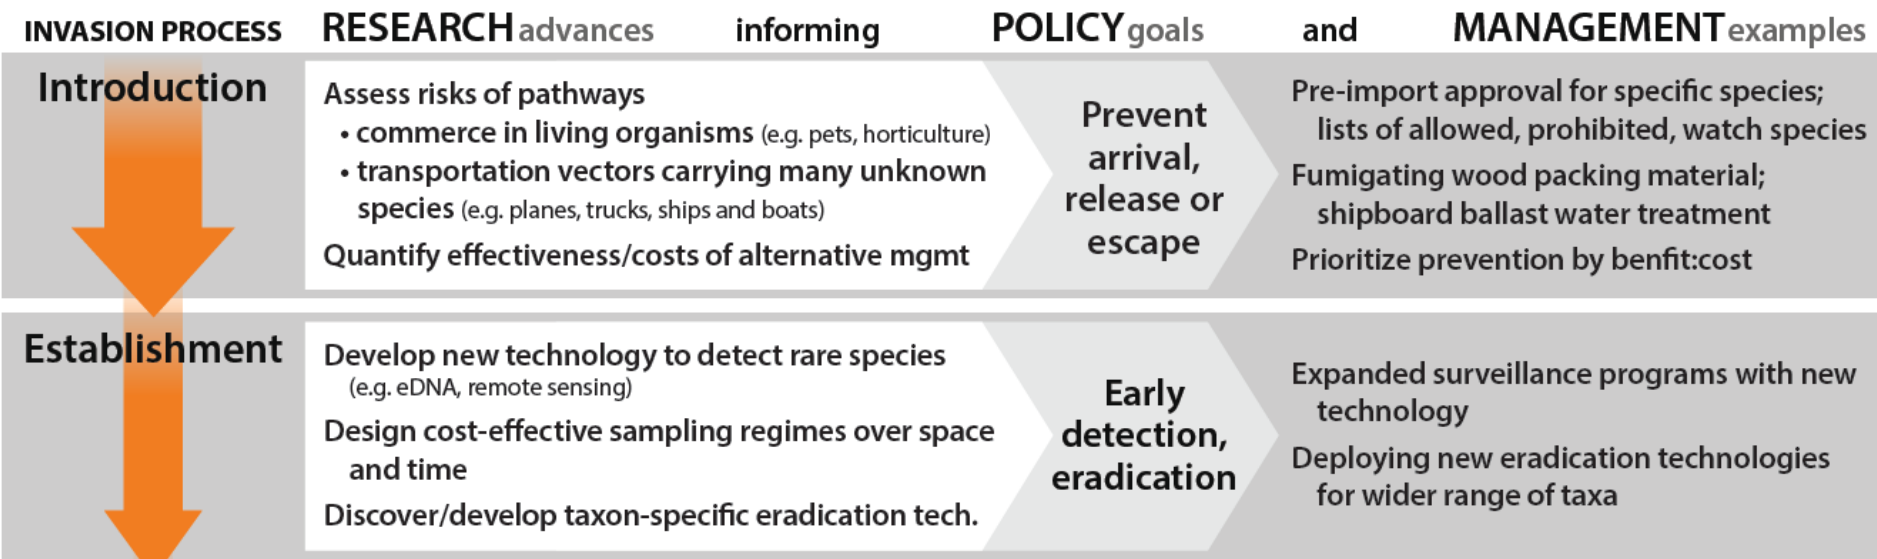 INVASION PROCESS RESEARCH advances informing POLICY goals and MANAGEMENT examples
Introduction
Assess risks of pathways
• commerce in living organisms (e.g. pets, horticulture)
• transportation vectors carrying many unknown
species (e.g. planes, trucks, ships and boats)
Quantify effectiveness/costs of alternative mgmt
Prevent
arrival,
release or
escape
Pre-import approval for specific species;
lists of allowed, prohibited, watch species
Fumigating wood packing material;
shipboard ballast water treatment
Prioritize prevention by benfit:cost
Establishment
Develop new technology to detect rare species
(e.g. eDNA, remote sensing)
Design cost-effective sampling regimes over space
and time
Discover/develop taxon-specific eradication tech.
Early
detection,
eradication
Expanded surveillance programs with new
technology
Deploying new eradication technologies
for wider range of taxa